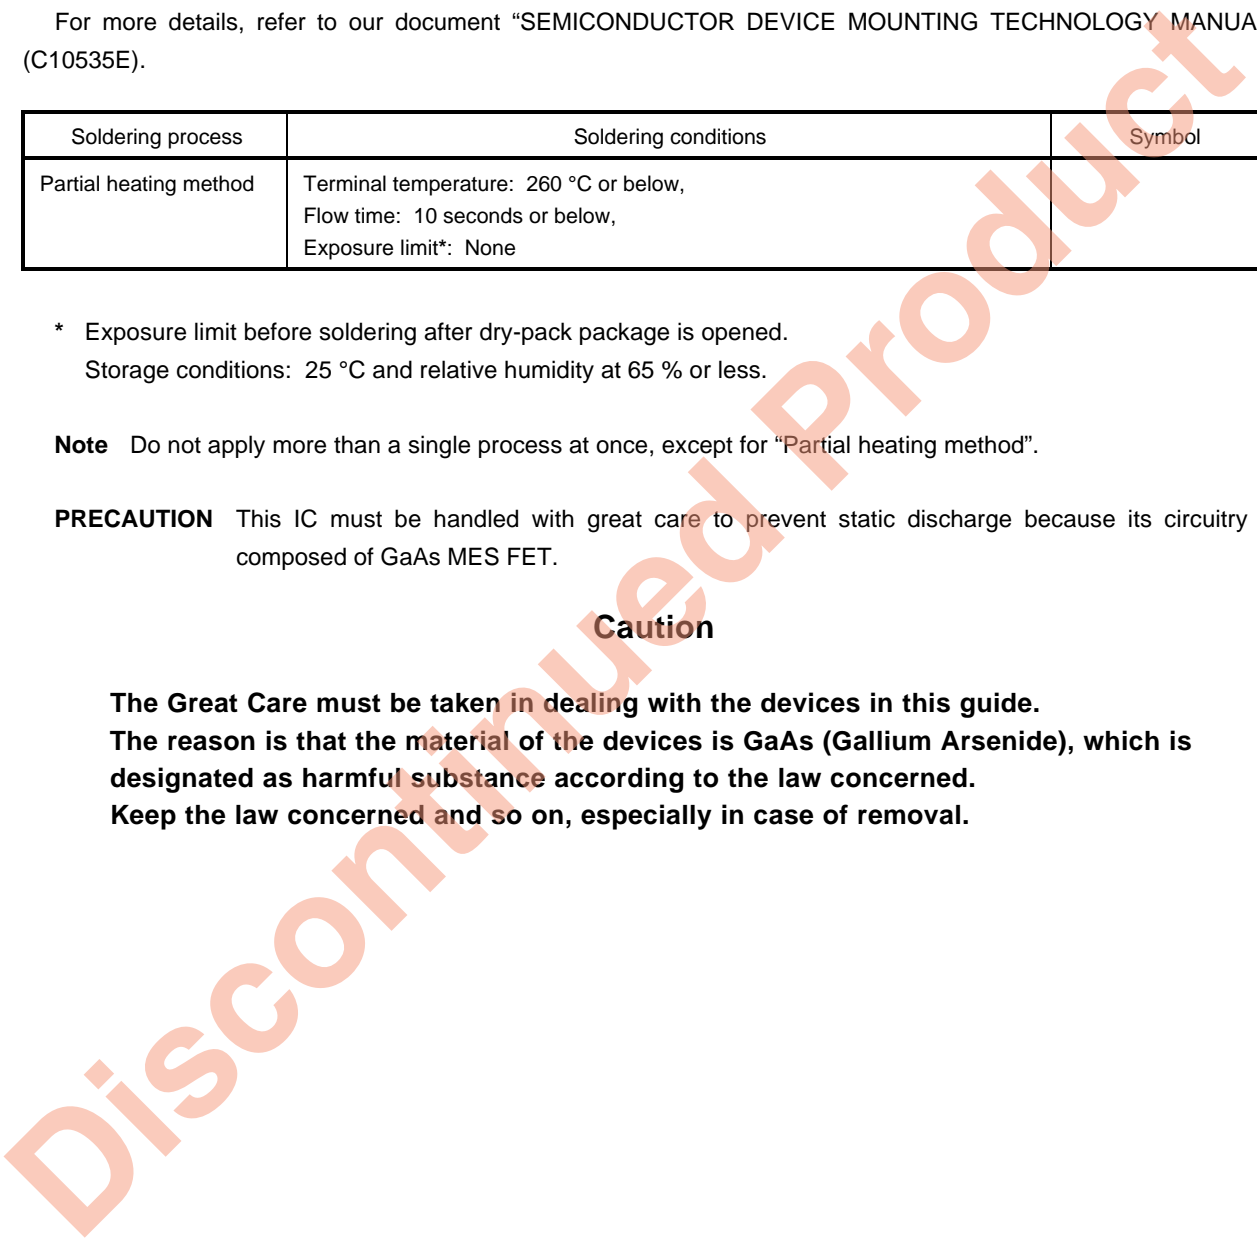 For more details, refer to our document “SEMICONDUCTOR DEVICE MOUNTING TECHNOLOGY MANUA
(C10535E).
Soldering process Soldering conditions Symbol
Partial heating method Terminal temperature: 260 °C or below,
Flow time: 10 seconds or below,
Exposure limit*: None
* Exposure limit before soldering after dry-pack package is opened.
Storage conditions: 25 °C and relative humidity at 65 % or less.
Note Do not apply more than a single process at once, except for “Partial heating method”.
PRECAUTION This IC must be handled with great care to prevent static discharge because its circuitry
composed of GaAs MES FET.
Caution
The Great Care must be taken in dealing with the devices in this guide.
The reason is that the material of the devices is GaAs (Gallium Arsenide), which is
designated as harmful substance according to the law concerned.
Keep the law concerned and so on, especially in case of removal.
Discontinued Product